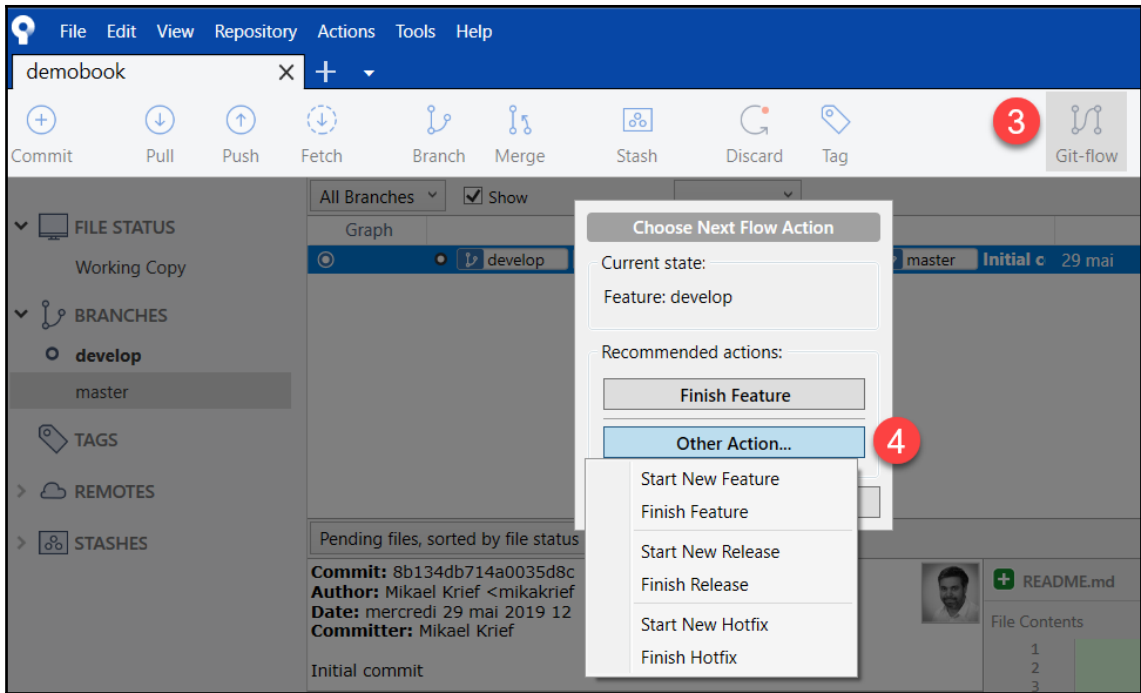 File Edit View Repository Actions Tools Help
demobook
Commit Pull Push Fetch Branch Merge Stash Discard Tag 3 Git-flow
All Branches Show
FILE STATUS
Working Copy
BRANCHES
develop
master
TAGS
REMOTES
STASHES
Graph
develop master Initial c 29 mai
Choose Next Flow Action
Current state:
Feature: develop
Recommended actions:
Finish Feature
Other Action... 4
Start New Feature
Finish Feature
Start New Release
Finish Release
Start New Hotfix
Finish Hotfix
Pending files, sorted by file status
Commit: 8b134db714a0035d8c
Author: Mikael Krief <mikakrief
Date: mercredi 29 mai 2019 12
Committer: Mikael Krief
Initial commit
README.md
File Contents
1
2
3